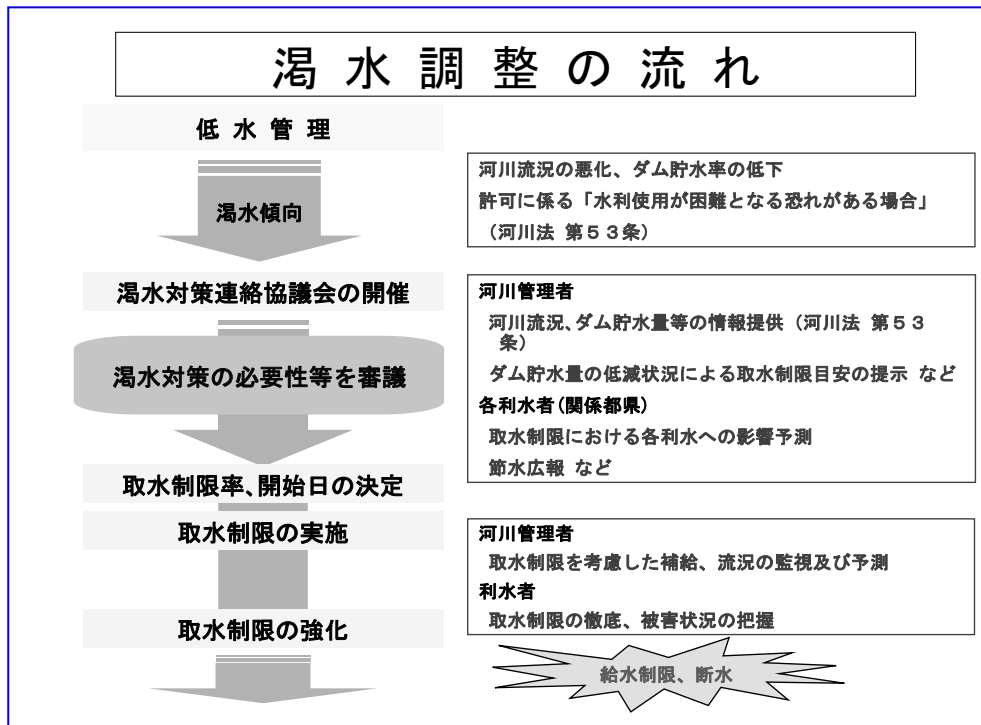 渇水調整の流れ
低水管理
渇水傾向
河川流況の悪化、ダム貯水率の低下
許可に係る「水利使用が困難となる恐れがある場合」
（河川法 第５３条）
渇水対策連絡協議会の開催
渇水対策の必要性等を審議
河川管理者
河川流況、ダム貯水量等の情報提供（河川法 第５３
条）
ダム貯水量の低減状況による取水制限目安の提示 など
各利水者(関係都県)
取水制限における各利水への影響予測
節水広報 など
取水制限率、開始日の決定
取水制限の実施
河川管理者
取水制限を考慮した補給、流況の監視及び予測
利水者
取水制限の徹底、被害状況の把握
取水制限の強化
給水制限、断水